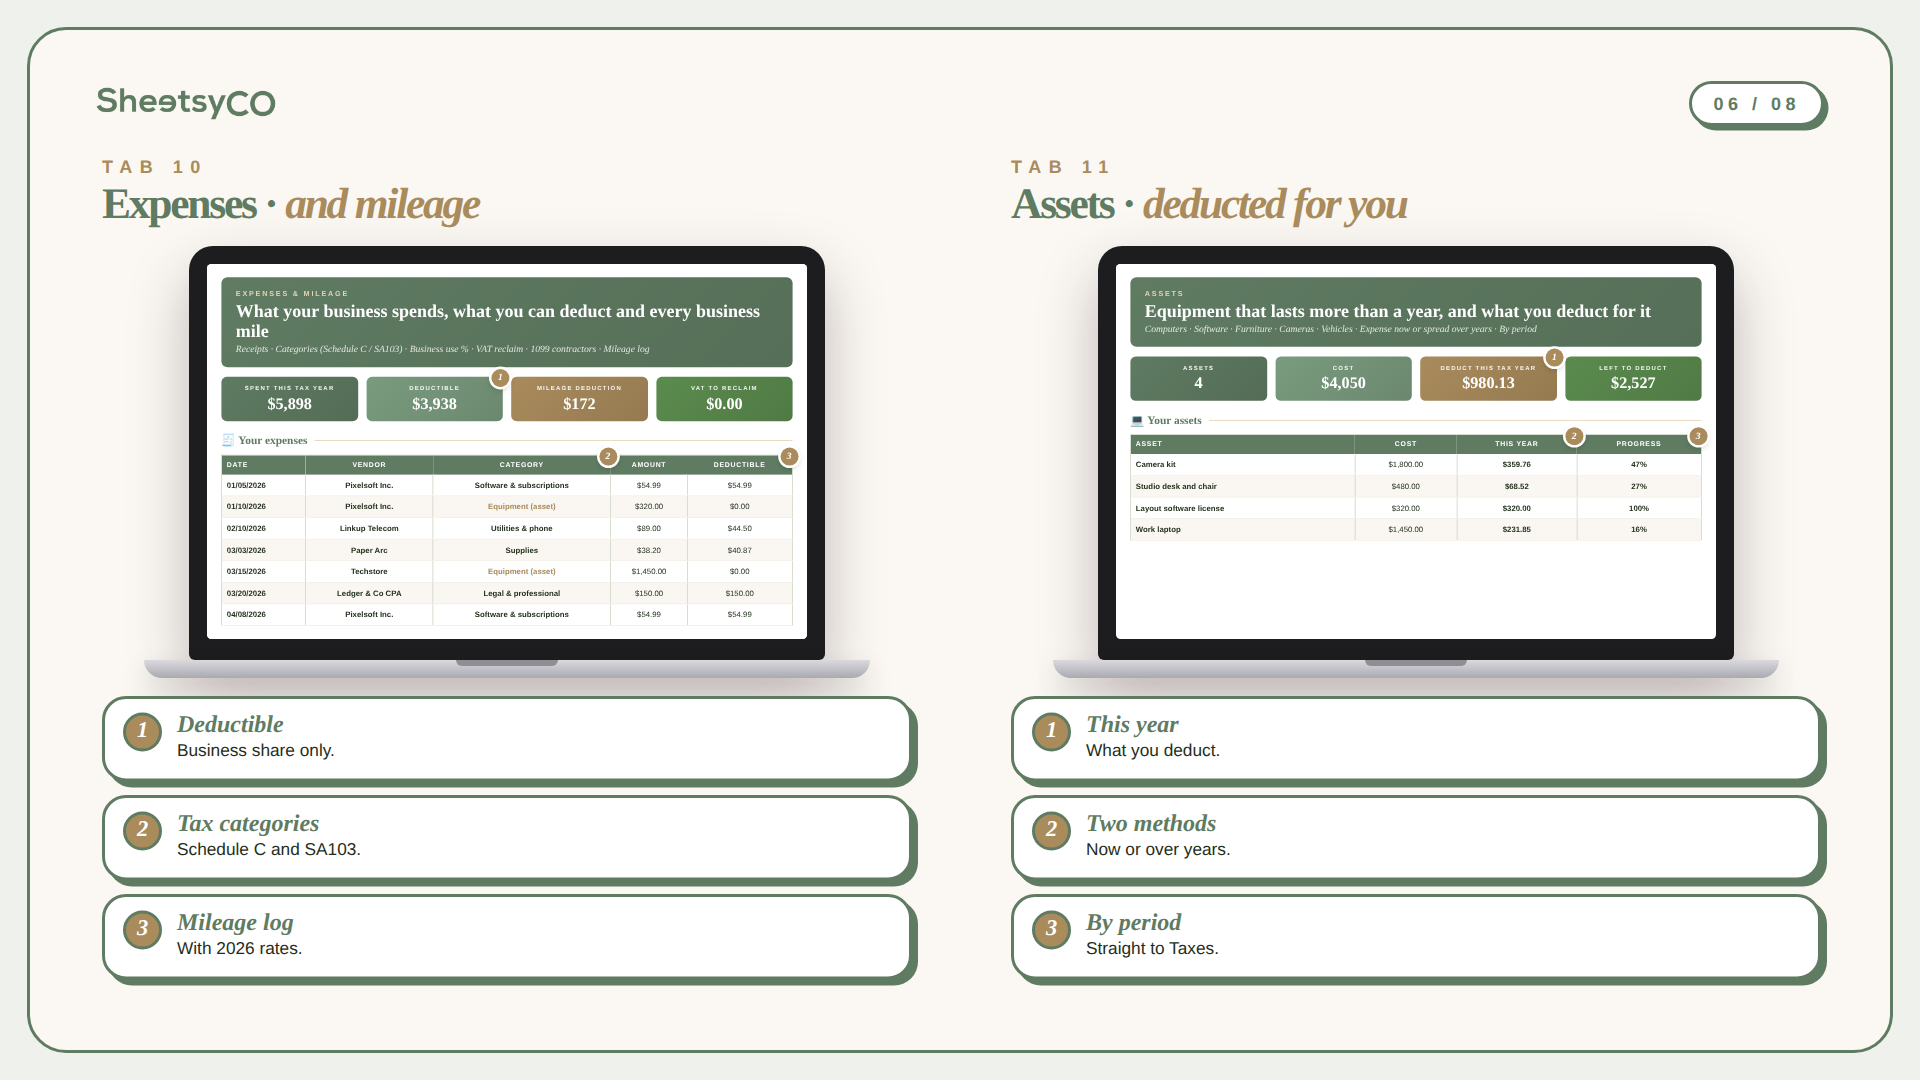 SheetsyCO
06 / 08
TAB 10
Expenses · and mileage
EXPENSES & MILEAGE
What your business spends, what you can deduct and every business
mile
Receipts · Categories (Schedule C / SA103) · Business use % · VAT reclaim · 1099 contractors · Mileage log
SPENT THIS TAX YEAR DEDUCTIBLE 1 MILEAGE DEDUCTION VAT TO RECLAIM
$5,898 $3,938 $172 $0.00
Your expenses
DATE VENDOR CATEGORY 2 AMOUNT DEDUCTIBLE 3
01/05/2026 Pixelsoft Inc. Software & subscriptions $54.99 $54.99
01/10/2026 Pixelsoft Inc. Equipment (asset) $320.00 $0.00
02/10/2026 Linkup Telecom Utilities & phone $89.00 $44.50
03/03/2026 Paper Arc Supplies $38.20 $40.87
03/15/2026 Techstore Equipment (asset) $1,450.00 $0.00
03/20/2026 Ledger & Co CPA Legal & professional $150.00 $150.00
04/08/2026 Pixelsoft Inc. Software & subscriptions $54.99 $54.99
1 Deductible
Business share only.
2 Tax categories
Schedule C and SA103.
3 Mileage log
With 2026 rates.
TAB 11
Assets · deducted for you
ASSETS
Equipment that lasts more than a year, and what you deduct for it
Computers · Software · Furniture · Cameras · Vehicles · Expense now or spread over years · By period
ASSETS COST DEDUCT THIS TAX YEAR 1 LEFT TO DEDUCT
4 $4,050 $980.13 $2,527
Your assets
ASSET COST THIS YEAR 2 PROGRESS 3
Camera kit $1,800.00 $359.76 47%
Studio desk and chair $480.00 $68.52 27%
Layout software license $320.00 $320.00 100%
Work laptop $1,450.00 $231.85 16%
1 This year
What you deduct.
2 Two methods
Now or over years.
3 By period
Straight to Taxes.